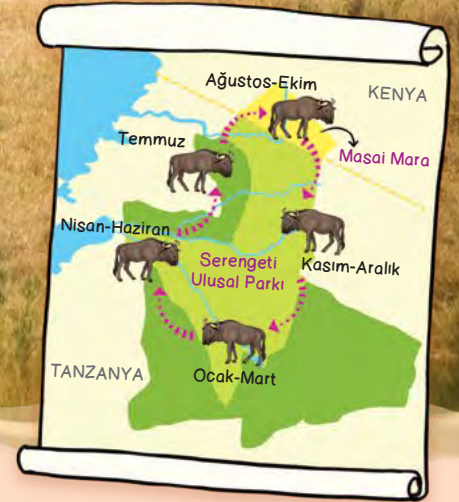 Ağustos-Ekim
KENYA
Temmuz
Masai Mara
Nisan-Haziran
Kasım-Aralık
Serengeti
Ulusal Parkı
TANZANYA
Ocak-Mart